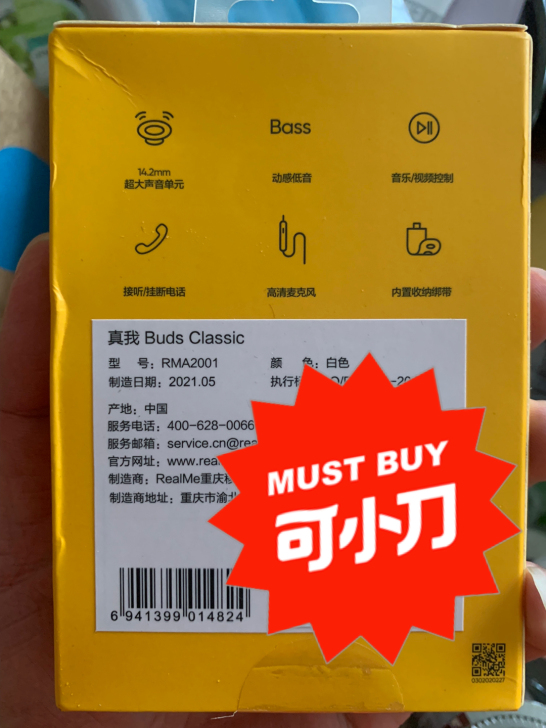 14.2mm
超大声音单元
Bass
动感低音
音乐/视频控制
接听/挂断电话
高清麦克风
内置收纳绑带
真我 Buds Classic
型 号：RMA2001
颜 色：白色
制造日期：2021.05
产地：中国
服务电话：400-628-0066
服务邮箱：service.cn@rea
官方网址：www.real
制造商：RealMe重庆
制造商地址：重庆市渝北
MUST BUY
可小刀
6 941399 014824
0302020227